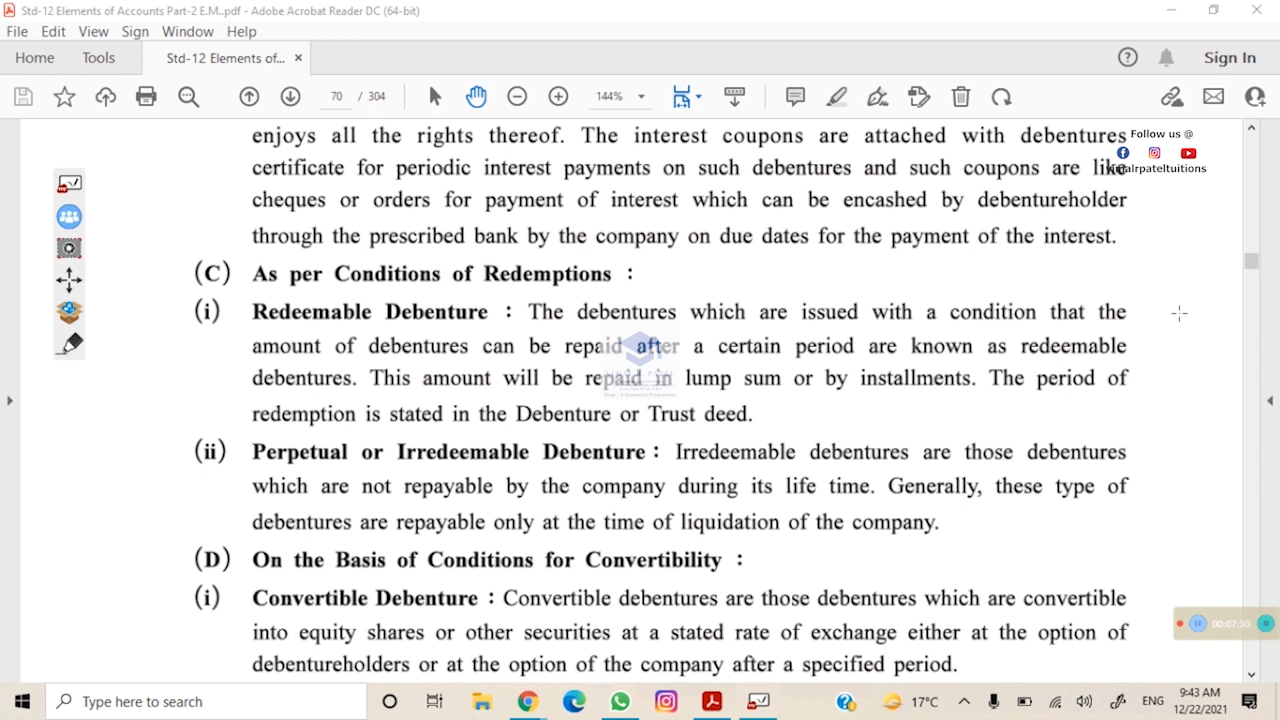 Std-12 Elements of Accounts Part-2 E.M..pdf - Adobe Acrobat Reader DC (64-bit)
File Edit View Sign Window Help
Home Tools Std-12 Elements of... × Sign In
70 / 304 144%
Follow us @
enjoys all the rights thereof. The interest coupons are attached with debentures
certificate for periodic interest payments on such debentures and such coupons are like
cheques or orders for payment of interest which can be encashed by debentureholder
through the prescribed bank by the company on due dates for the payment of the interest.
(C) As per Conditions of Redemptions :
(i) Redeemable Debenture : The debentures which are issued with a condition that the
amount of debentures can be repaid after a certain period are known as redeemable
debentures. This amount will be repaid in lump sum or by installments. The period of
redemption is stated in the Debenture or Trust deed.
(ii) Perpetual or Irredeemable Debenture : Irredeemable debentures are those debentures
which are not repayable by the company during its life time. Generally, these type of
debentures are repayable only at the time of liquidation of the company.
(D) On the Basis of Conditions for Convertibility :
(i) Convertible Debenture : Convertible debentures are those debentures which are convertible
into equity shares or other securities at a stated rate of exchange either at the option of
debentureholders or at the option of the company after a specified period.
00:07:30
Type here to search 17°C ENG 9:43 AM
12/22/2021